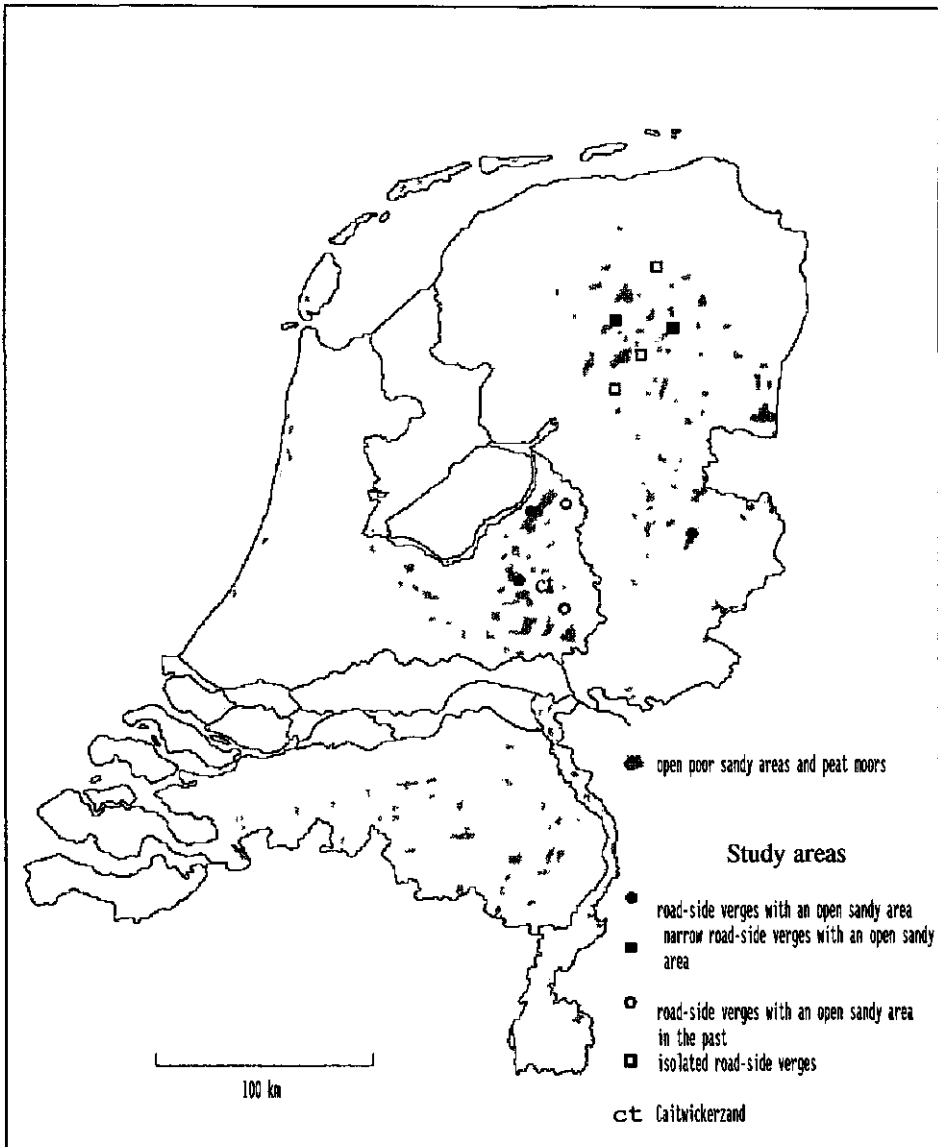 ct
open poor sandy areas and peat moors
Study areas
road-side verges with an open sandy area
narrow road-side verges with an open sandy
area
road-side verges with an open sandy area
in the past
isolated road-side verges
100 km
ct Caitwickerzand